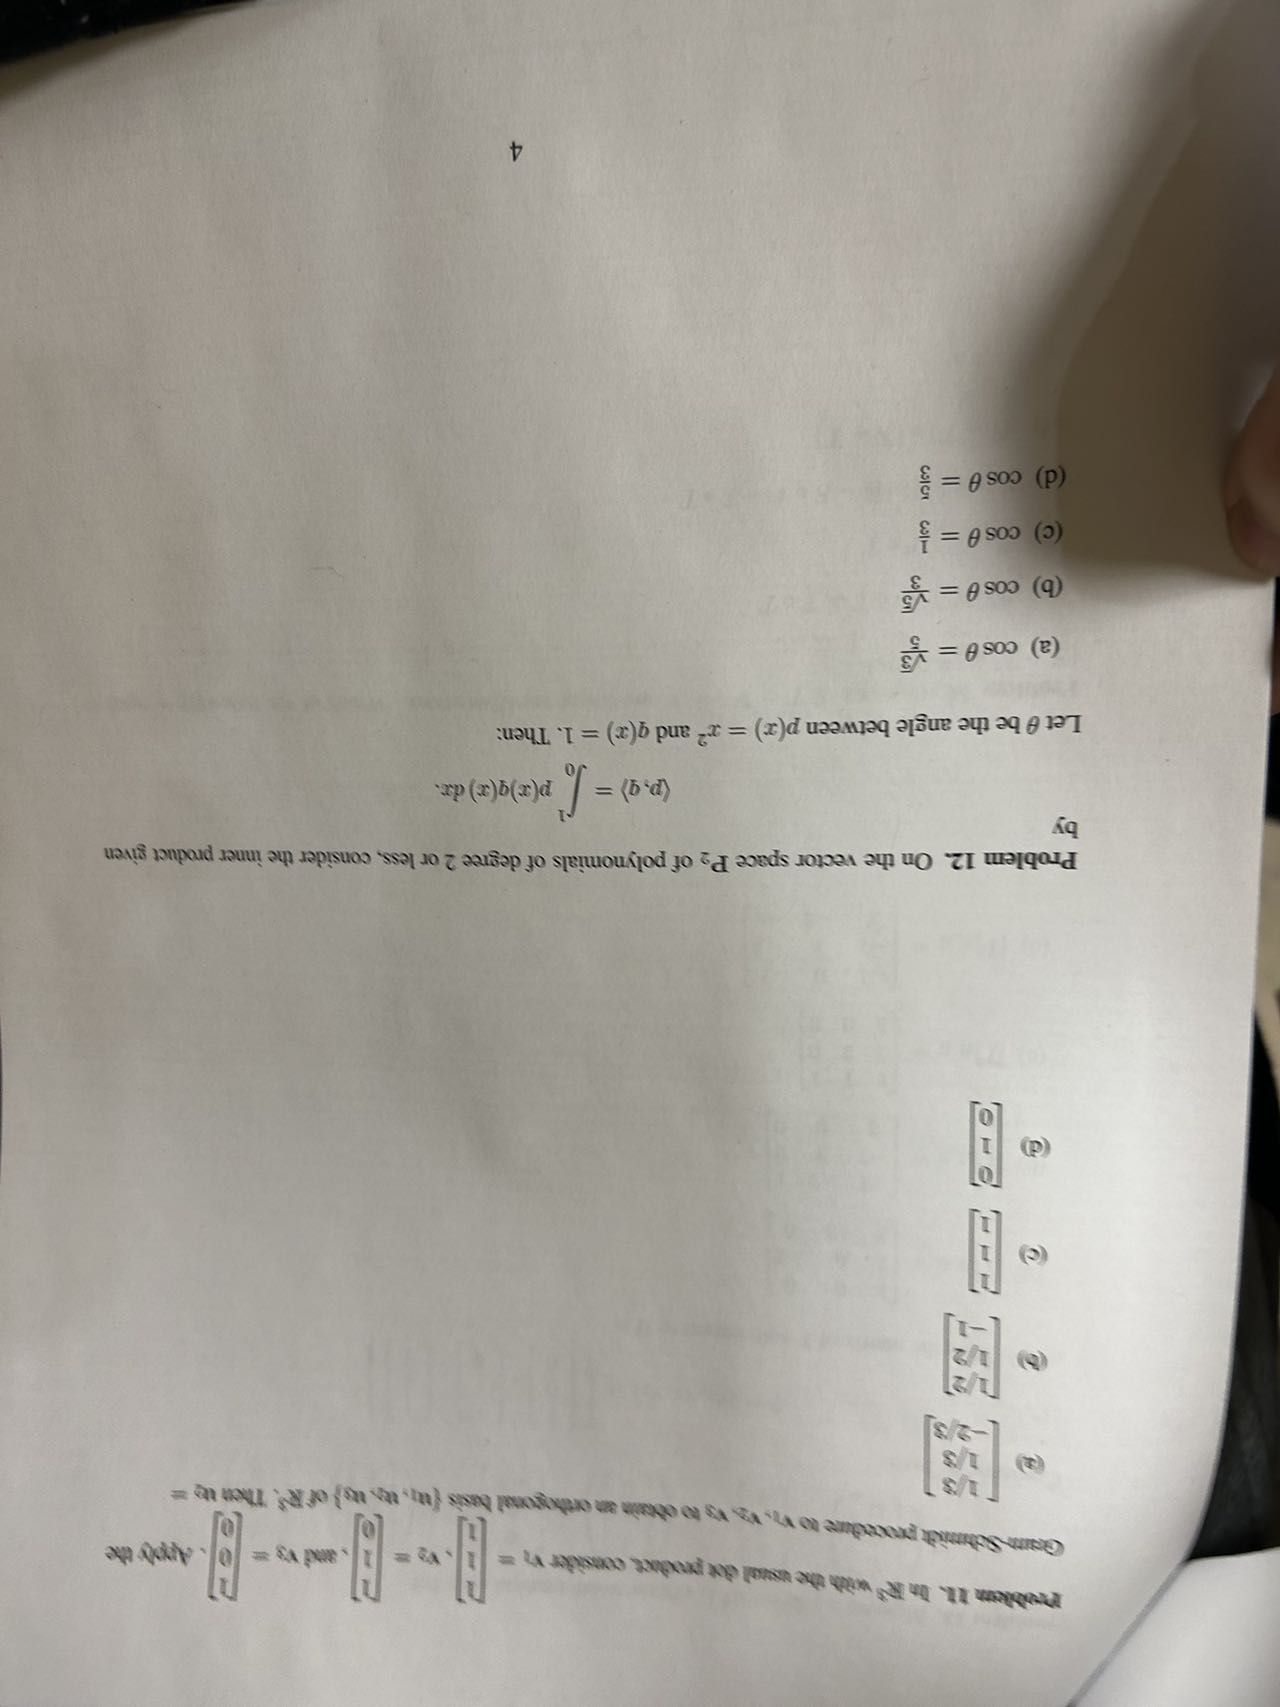 Problem 11. In R³ with the usual dot product, consider v₁ = [1 1 1], v₂ = [1 1 0], and v₃ = [1 0 0]. Apply the
Gram-Schmidt procedure to v₁, v₂, v₃ to obtain an orthogonal basis {u₁, u₂, u₃} of R³. Then u₂ =
(a) [1/3 1/3 −2/3]
(b) [1/2 1/2 −1]
(c) [1 1 1]
(d) [0 1 0]
Problem 12. On the vector space P₂ of polynomials of degree 2 or less, consider the inner product given
by
⟨p, q⟩ = ∫₀¹ p(x)q(x) dx.
Let θ be the angle between p(x) = x² and q(x) = 1. Then:
(a) cos θ = √3/5
(b) cos θ = √5/3
(c) cos θ = 1/3
(d) cos θ = 5/3
4